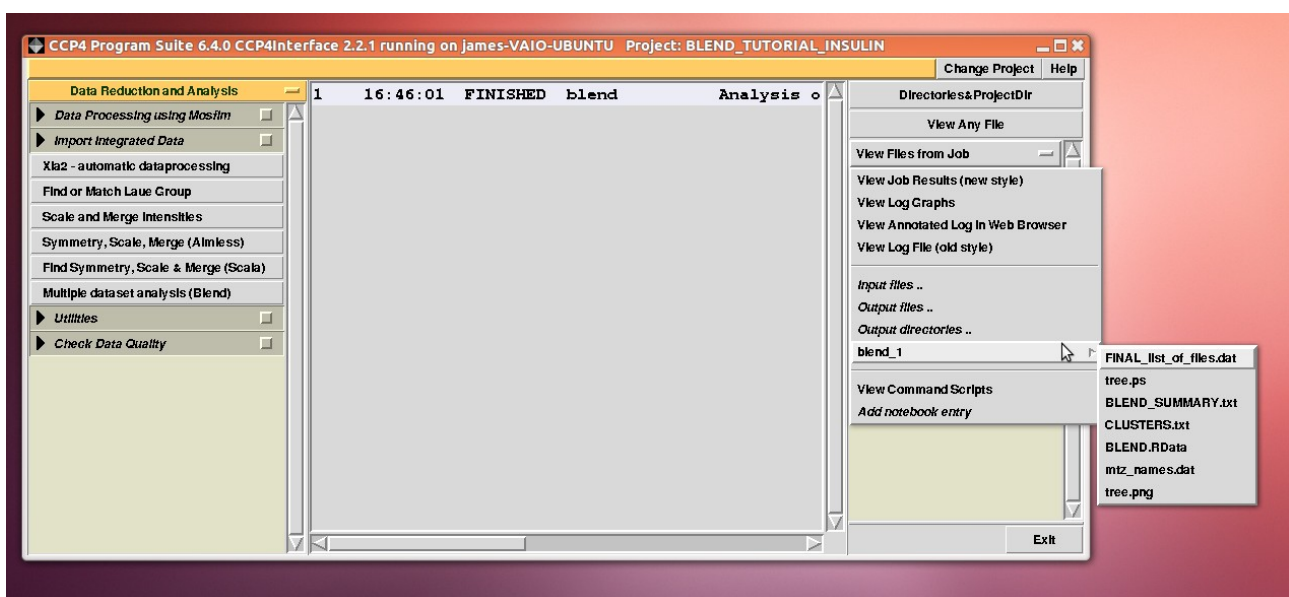 CCP4 Program Suite 6.4.0 CCP4Interface 2.2.1 running on james-VAIO-UBUNTU Project: BLEND_TUTORIAL_INSULIN
Change Project Help
Data Reduction and Analysis
Data Processing using Mosflm
Import Integrated Data
Xia2 - automatic dataprocessing
Find or Match Laue Group
Scale and Merge Intensities
Symmetry, Scale, Merge (Aimless)
Find Symmetry, Scale & Merge (Scala)
Multiple dataset analysis (Blend)
Utilities
Check Data Quality
1 16:46:01 FINISHED blend Analysis o
Directories&ProjectDir
View Any File
View Files from Job
View Job Results (new style)
View Log Graphs
View Annotated Log in Web Browser
View Log File (old style)
Input files ..
Output files ..
Output directories ..
blend_1
View Command Scripts
Add notebook entry
FINAL_list_of_files.dat
tree.ps
BLEND_SUMMARY.txt
CLUSTERS.txt
BLEND.RData
mtz_names.dat
tree.png
Exit